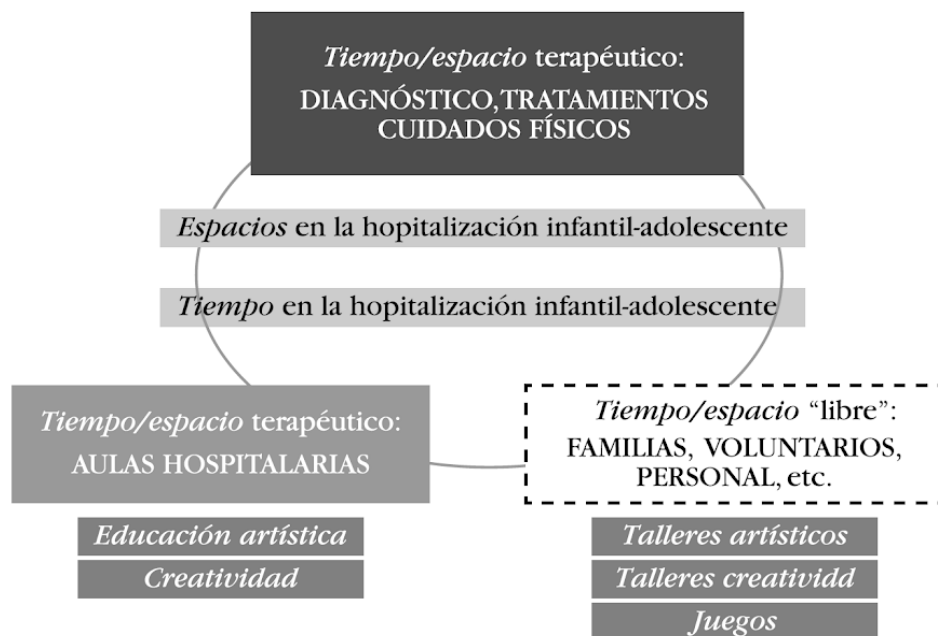 Tiempo/espacio terapéutico:
DIAGNÓSTICO, TRATAMIENTOS
CUIDADOS FÍSICOS
Espacios en la hopitalización infantil-adolescente
Tiempo en la hopitalización infantil-adolescente
Tiempo/espacio terapéutico:
AULAS HOSPITALARIAS
Educación artística
Creatividad
Tiempo/espacio “libre”:
FAMILIAS, VOLUNTARIOS,
PERSONAL, etc.
Talleres artísticos
Talleres creatividd
Juegos